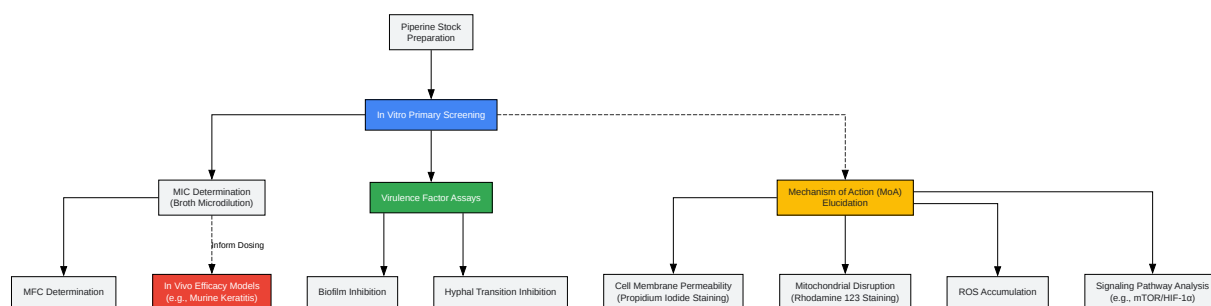 Piperine Stock
Preparation
In Vitro Primary Screening
MIC Determination
(Broth Microdilution)
Virulence Factor Assays
Mechanism of Action (MoA)
Elucidation
Inform Dosing
MFC Determination
In Vivo Efficacy Models
(e.g., Murine Keratitis)
Biofilm Inhibition
Hyphal Transition Inhibition
Cell Membrane Permeability
(Propidium Iodide Staining)
Mitochondrial Disruption
(Rhodamine 123 Staining)
ROS Accumulation
Signaling Pathway Analysis
(e.g., mTOR/HIF-1α)